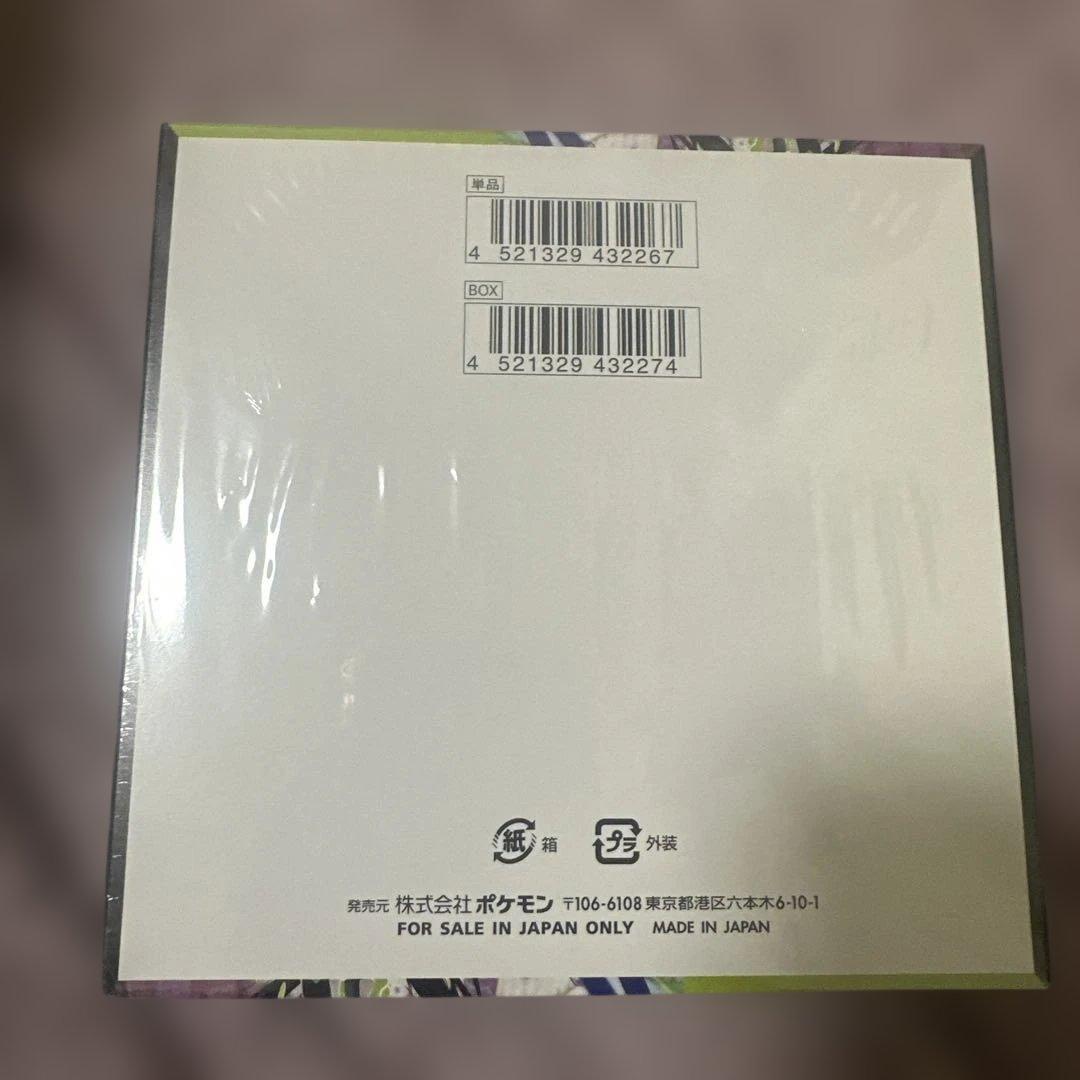 単品
4 521329 432267
BOX
4 521329 432274
紙 箱 プラ 外装
発売元 株式会社ポケモン 〒106-6108 東京都港区六本木6-10-1
FOR SALE IN JAPAN ONLY MADE IN JAPAN